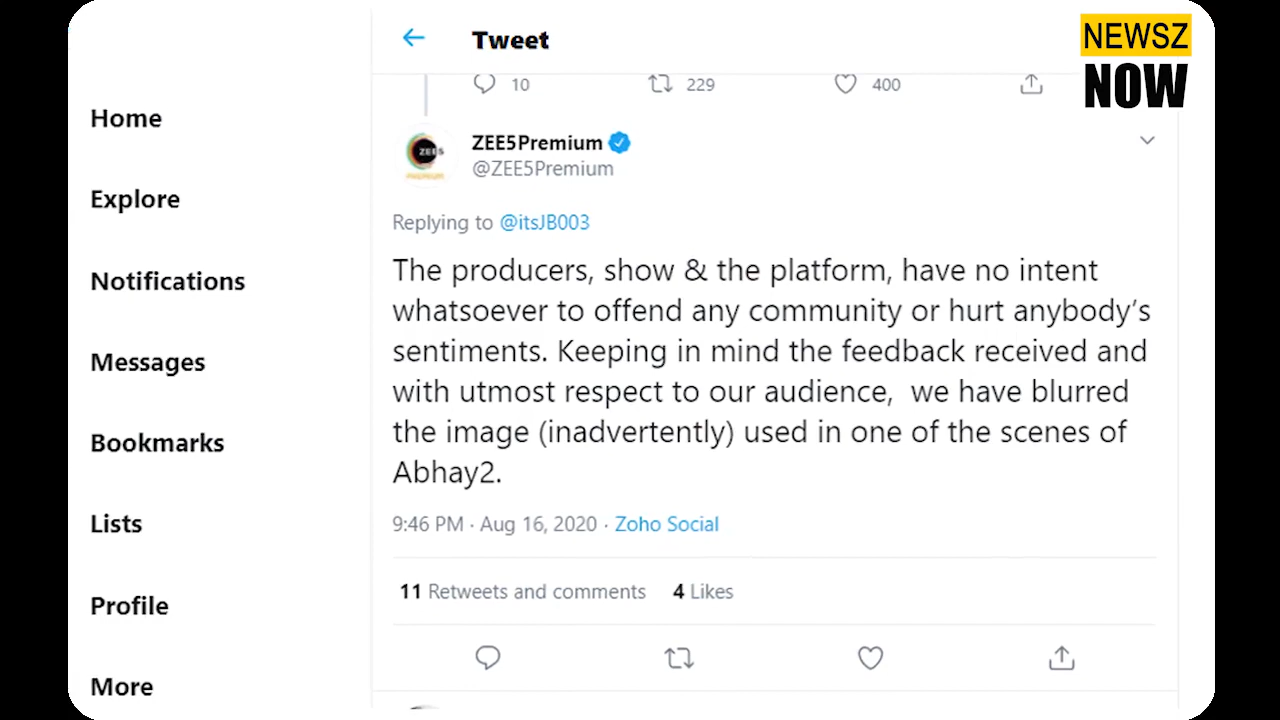 NEWSZ
NOW
Tweet
10 229 400
Home
Explore
Notifications
Messages
Bookmarks
Lists
Profile
More
ZEE5
ZEE5Premium
@ZEE5Premium
Replying to @itsJB003
The producers, show & the platform, have no intent
whatsoever to offend any community or hurt anybody’s
sentiments. Keeping in mind the feedback received and
with utmost respect to our audience,  we have blurred
the image (inadvertently) used in one of the scenes of
Abhay2.
9:46 PM · Aug 16, 2020 · Zoho Social
11 Retweets and comments 4 Likes